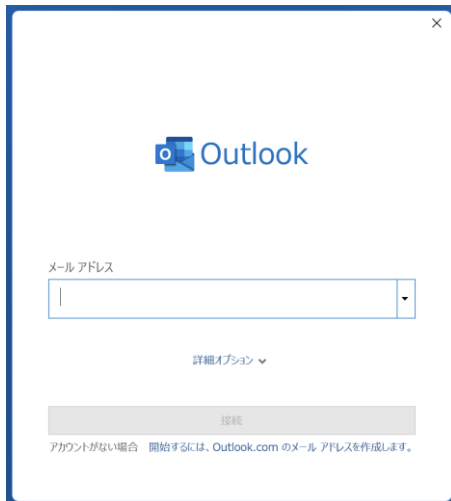 Outlook
メール アドレス
詳細オプション
接続
アカウントがない場合 開始するには、Outlook.com のメール アドレスを作成します。